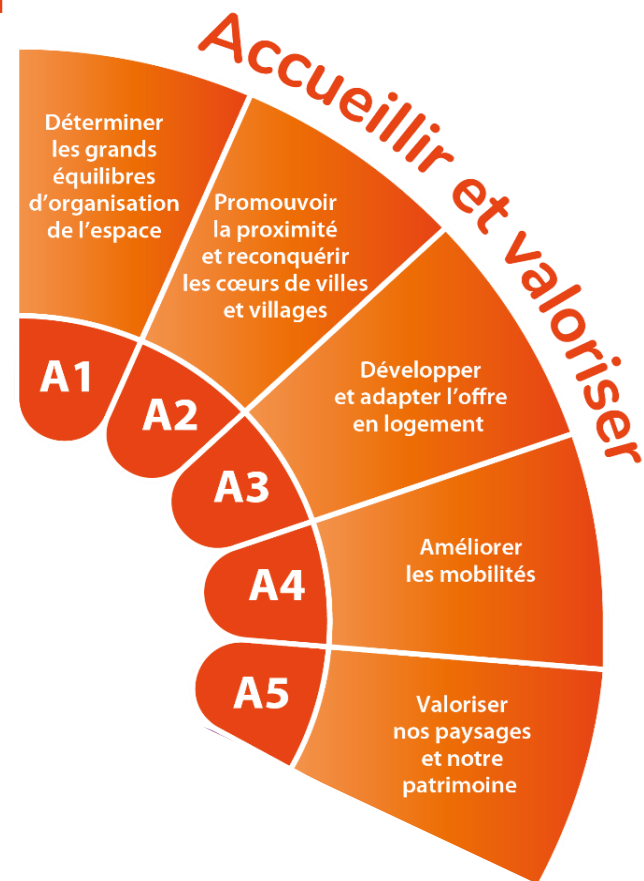 Accueillir et valoriser
Déterminer
les grands
équilibres
d'organisation
de l'espace
A1
Promouvoir
la proximité
et reconquérir
les cœurs de villes
et villages
A2
Développer
et adapter l'offre
en logement
A3
Améliorer
les mobilités
A4
Valoriser
nos paysages
et notre
patrimoine
A5